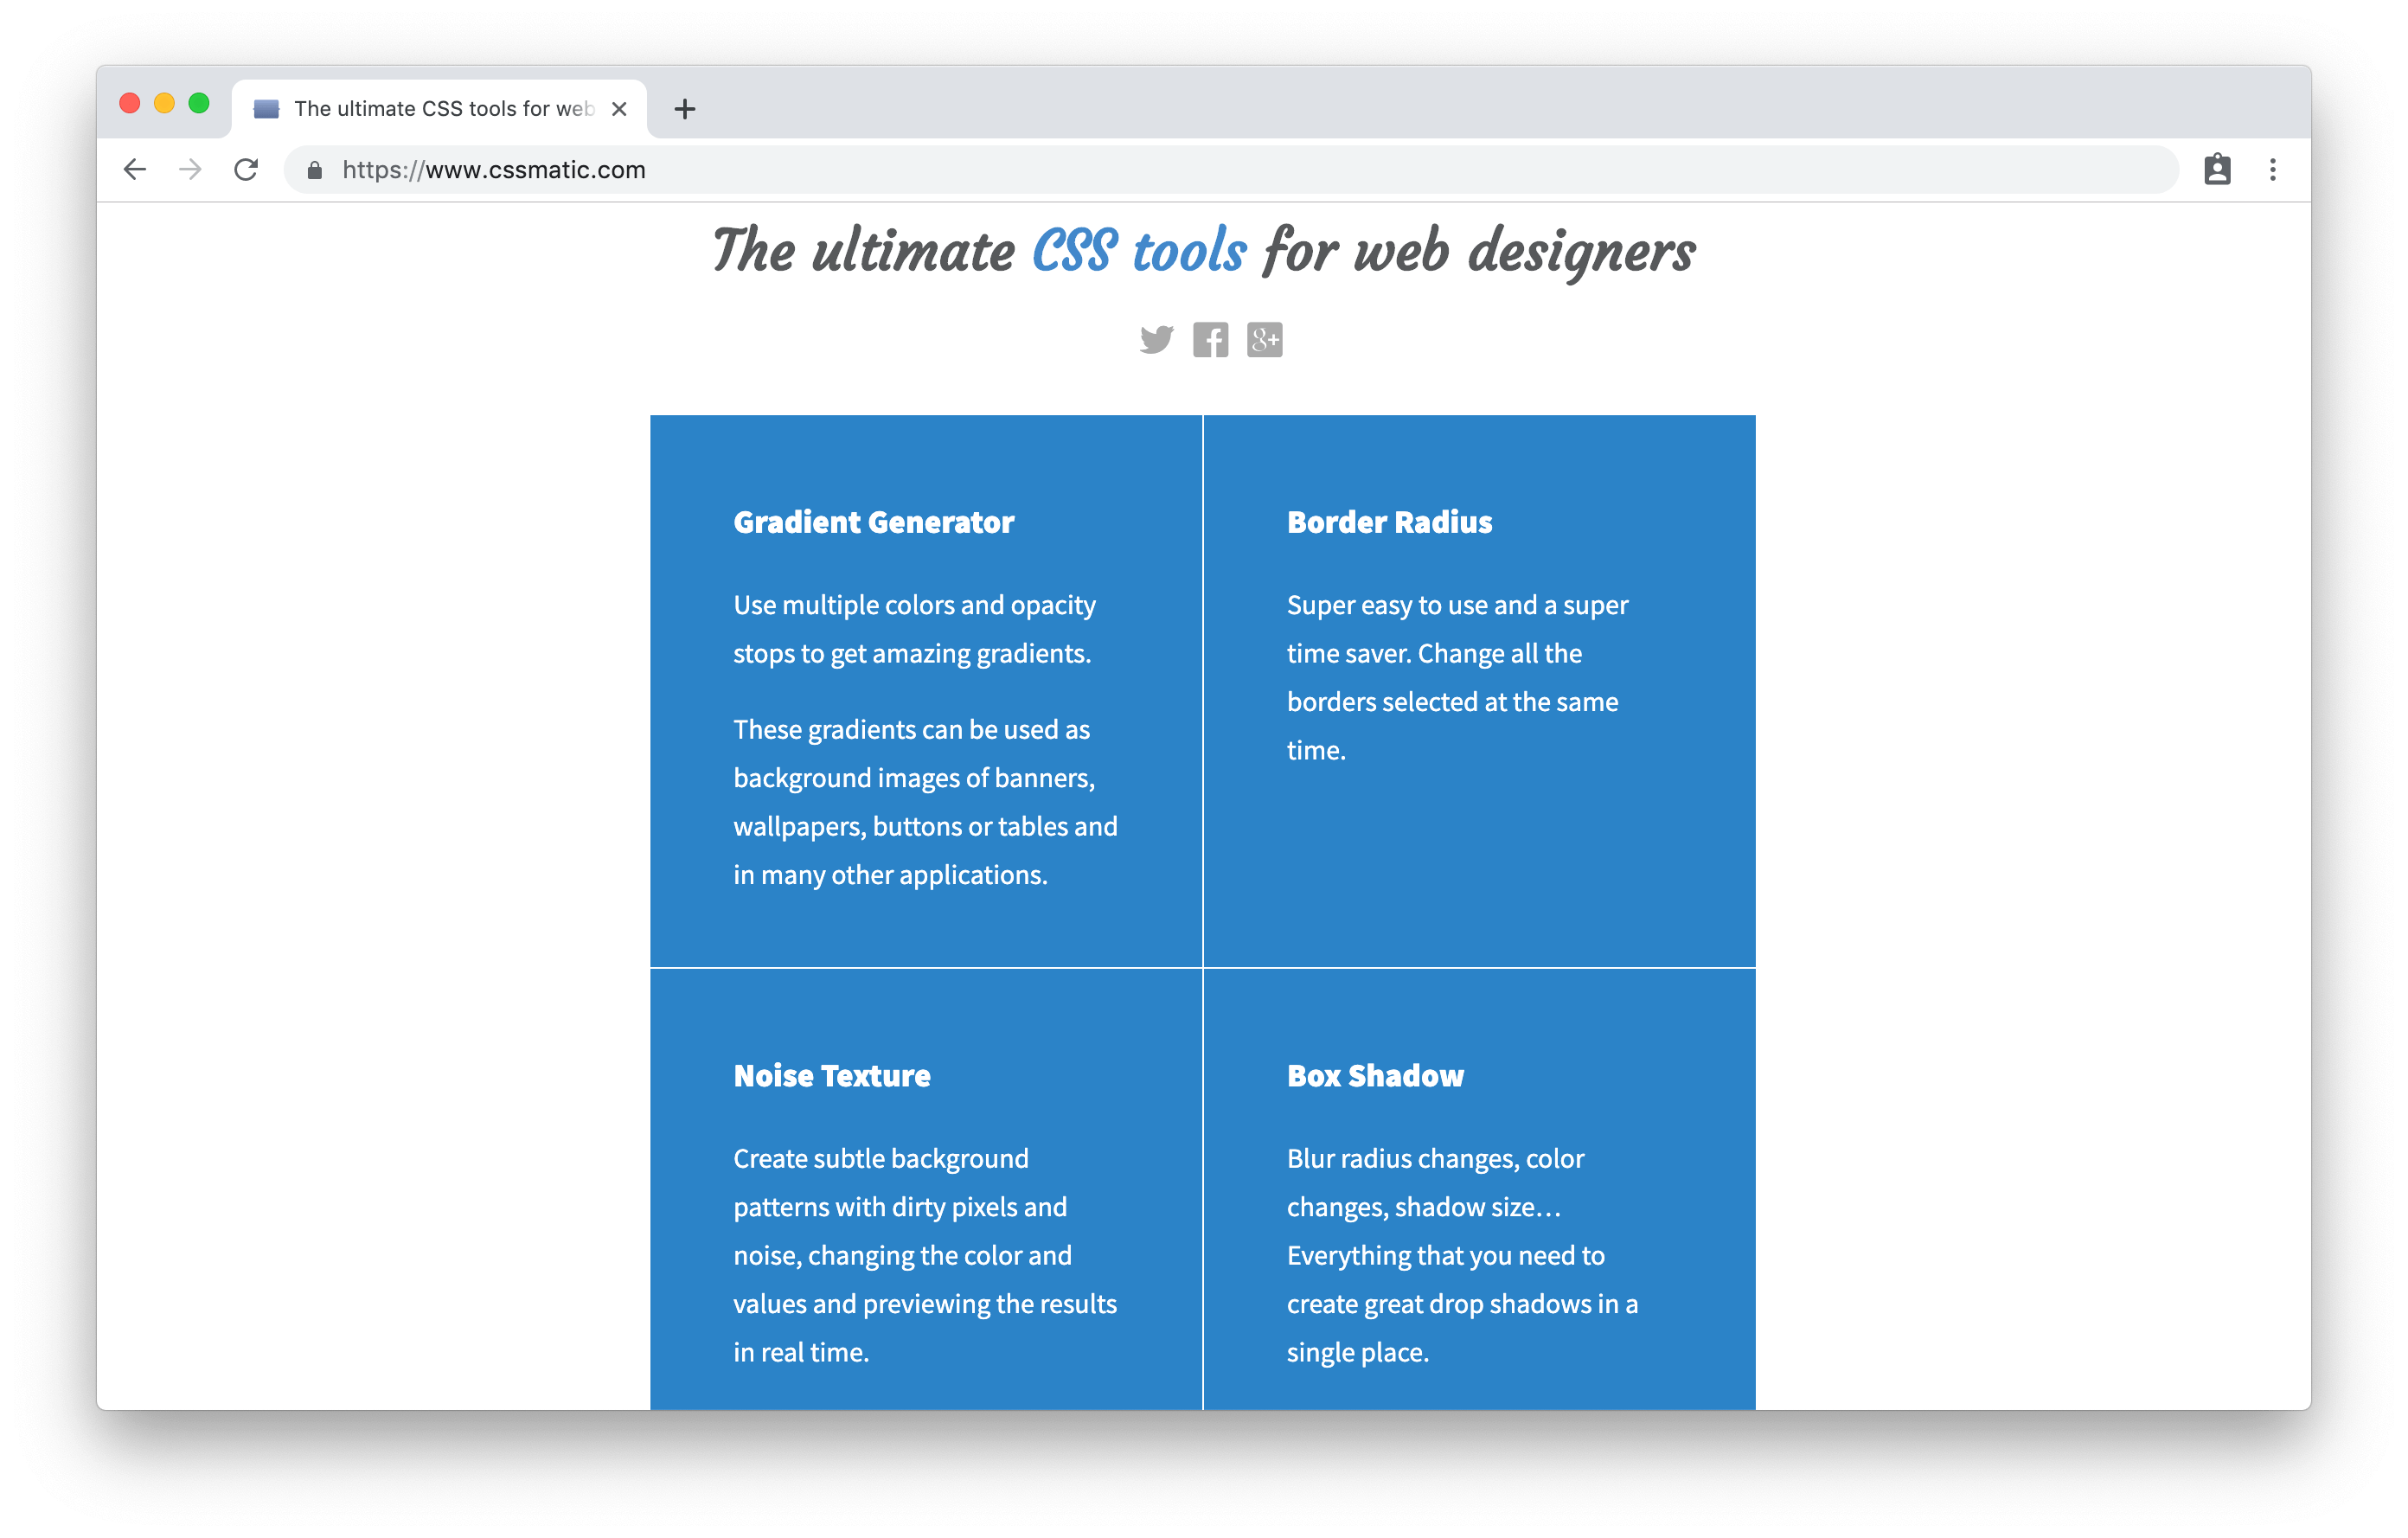 The ultimate CSS tools for web
https://www.cssmatic.com
The ultimate CSS tools for web designers
g+
Gradient Generator
Use multiple colors and opacity
stops to get amazing gradients.
These gradients can be used as
background images of banners,
wallpapers, buttons or tables and
in many other applications.
Border Radius
Super easy to use and a super
time saver. Change all the
borders selected at the same
time.
Noise Texture
Create subtle background
patterns with dirty pixels and
noise, changing the color and
values and previewing the results
in real time.
Box Shadow
Blur radius changes, color
changes, shadow size...
Everything that you need to
create great drop shadows in a
single place.